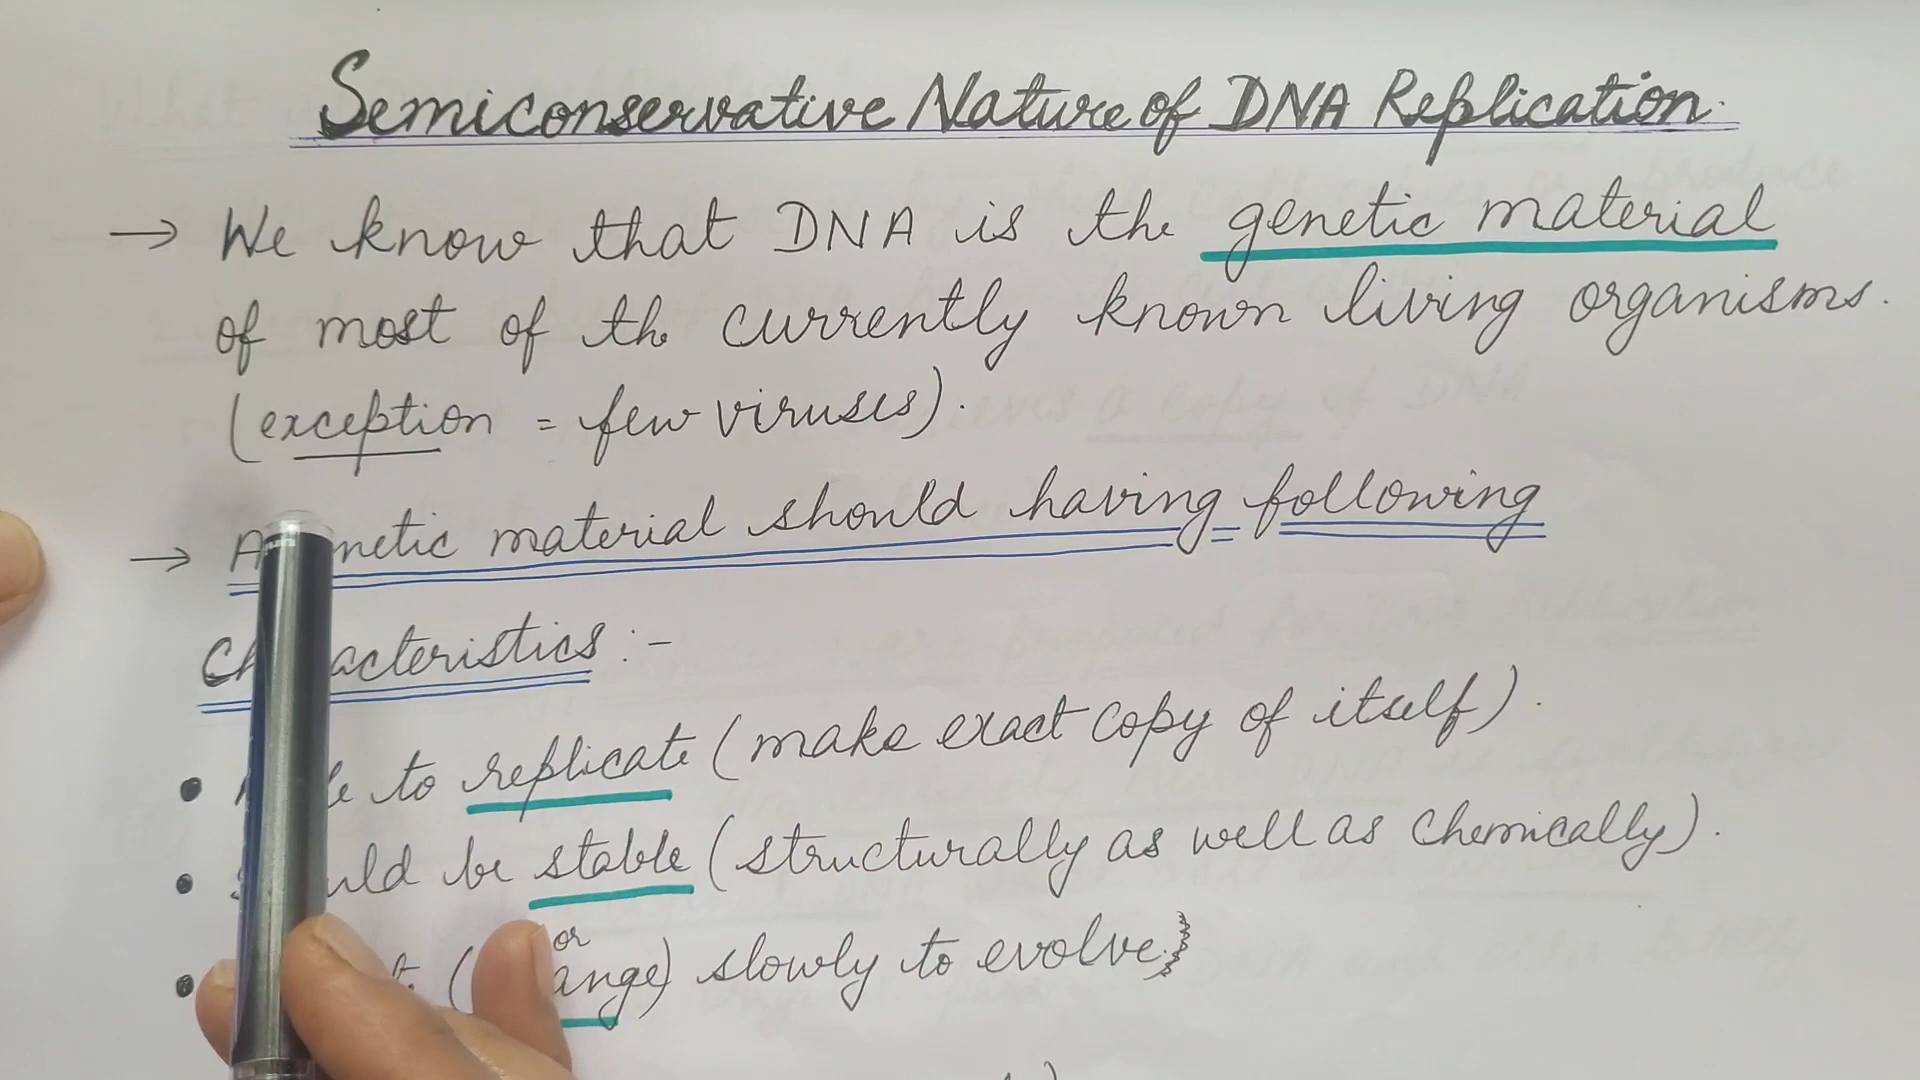 Semiconservative Nature of DNA Replication.
→ We know that DNA is the genetic material
of most of the currently known living organisms.
(exception = few viruses).
→ A netic material should having following
Characteristics :-
• to replicate (make exact copy of itself).
• be stable (structurally as well as chemically).
or
• ange) slowly to evolve.